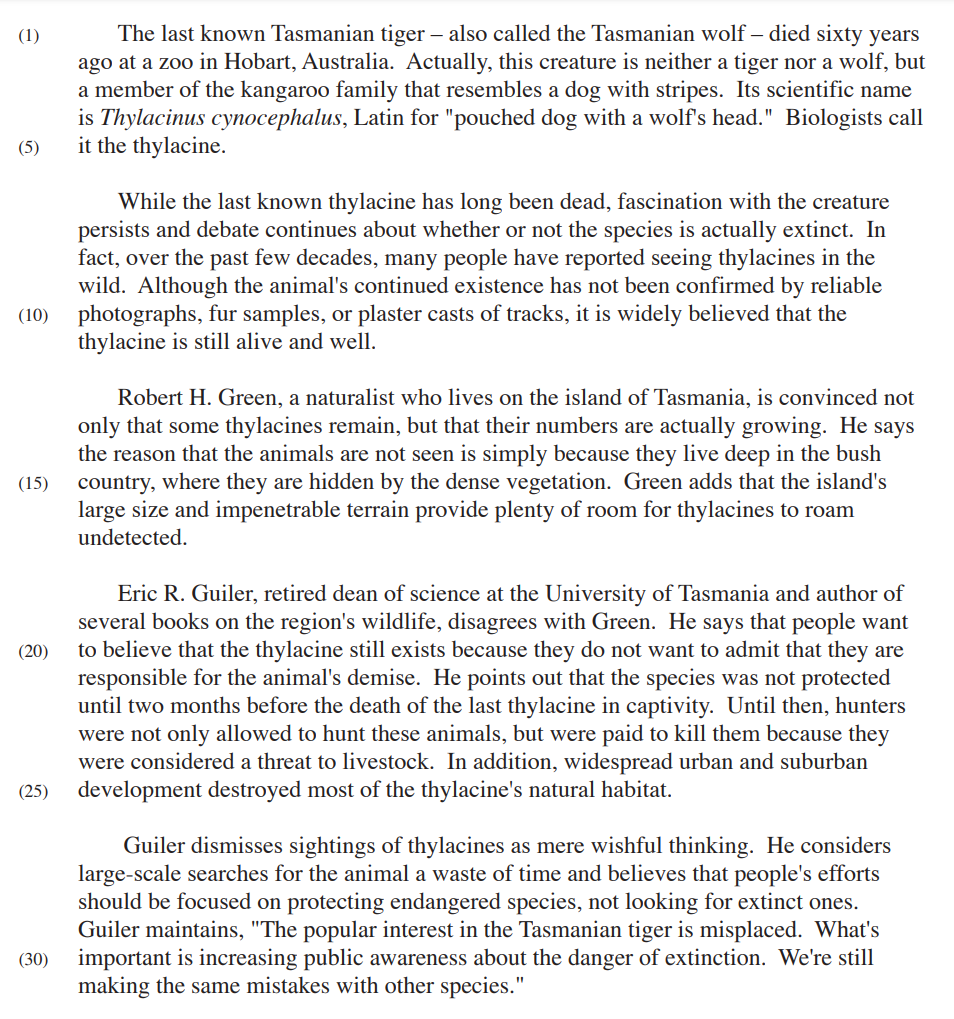 (1) The last known Tasmanian tiger – also called the Tasmanian wolf – died sixty years
ago at a zoo in Hobart, Australia. Actually, this creature is neither a tiger nor a wolf, but
a member of the kangaroo family that resembles a dog with stripes. Its scientific name
is Thylacinus cynocephalus, Latin for "pouched dog with a wolf's head." Biologists call
(5) it the thylacine.
While the last known thylacine has long been dead, fascination with the creature
persists and debate continues about whether or not the species is actually extinct. In
fact, over the past few decades, many people have reported seeing thylacines in the
wild. Although the animal's continued existence has not been confirmed by reliable
(10) photographs, fur samples, or plaster casts of tracks, it is widely believed that the
thylacine is still alive and well.
Robert H. Green, a naturalist who lives on the island of Tasmania, is convinced not
only that some thylacines remain, but that their numbers are actually growing. He says
the reason that the animals are not seen is simply because they live deep in the bush
(15) country, where they are hidden by the dense vegetation. Green adds that the island's
large size and impenetrable terrain provide plenty of room for thylacines to roam
undetected.
Eric R. Guiler, retired dean of science at the University of Tasmania and author of
several books on the region's wildlife, disagrees with Green. He says that people want
(20) to believe that the thylacine still exists because they do not want to admit that they are
responsible for the animal's demise. He points out that the species was not protected
until two months before the death of the last thylacine in captivity. Until then, hunters
were not only allowed to hunt these animals, but were paid to kill them because they
were considered a threat to livestock. In addition, widespread urban and suburban
(25) development destroyed most of the thylacine's natural habitat.
Guiler dismisses sightings of thylacines as mere wishful thinking. He considers
large-scale searches for the animal a waste of time and believes that people's efforts
should be focused on protecting endangered species, not looking for extinct ones.
Guiler maintains, "The popular interest in the Tasmanian tiger is misplaced. What's
(30) important is increasing public awareness about the danger of extinction. We're still
making the same mistakes with other species."